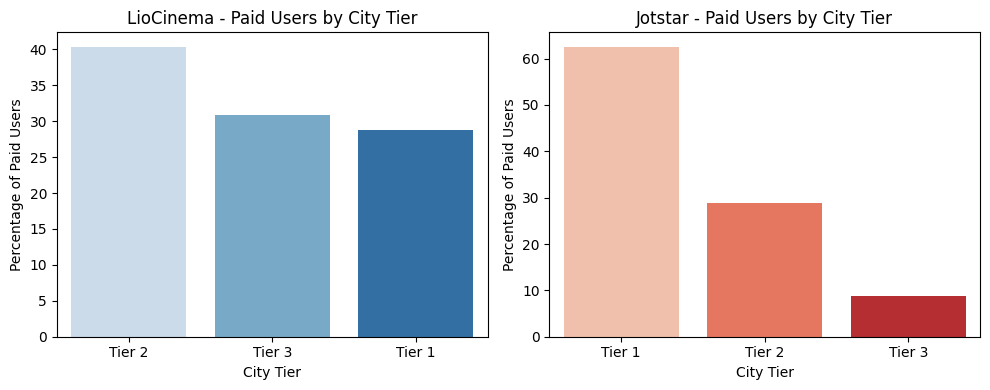 LioCinema - Paid Users by City Tier
Percentage of Paid Users
40
35
30
25
20
15
10
5
0
Tier 2 Tier 3 Tier 1
City Tier
Jotstar - Paid Users by City Tier
Percentage of Paid Users
60
50
40
30
20
10
0
Tier 1 Tier 2 Tier 3
City Tier